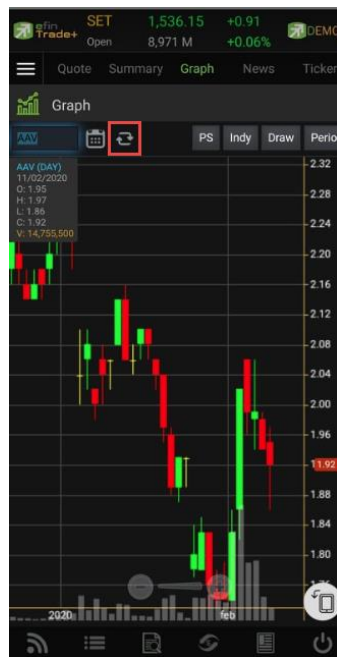 efin Trade+ SET 1,536.15 +0.91 DEMO
Open 8,971 M +0.06%
Quote Summary Graph News Ticker
Graph
AAV PS Indy Draw Perio
AAV (DAY)
11/02/2020
O: 1.95
H: 1.97
L: 1.86
C: 1.92
V: 14,755,500
2.32
2.28
2.24
2.20
2.16
2.12
2.08
2.04
2.00
1.96
1.92
1.88
1.84
1.80
2020 feb